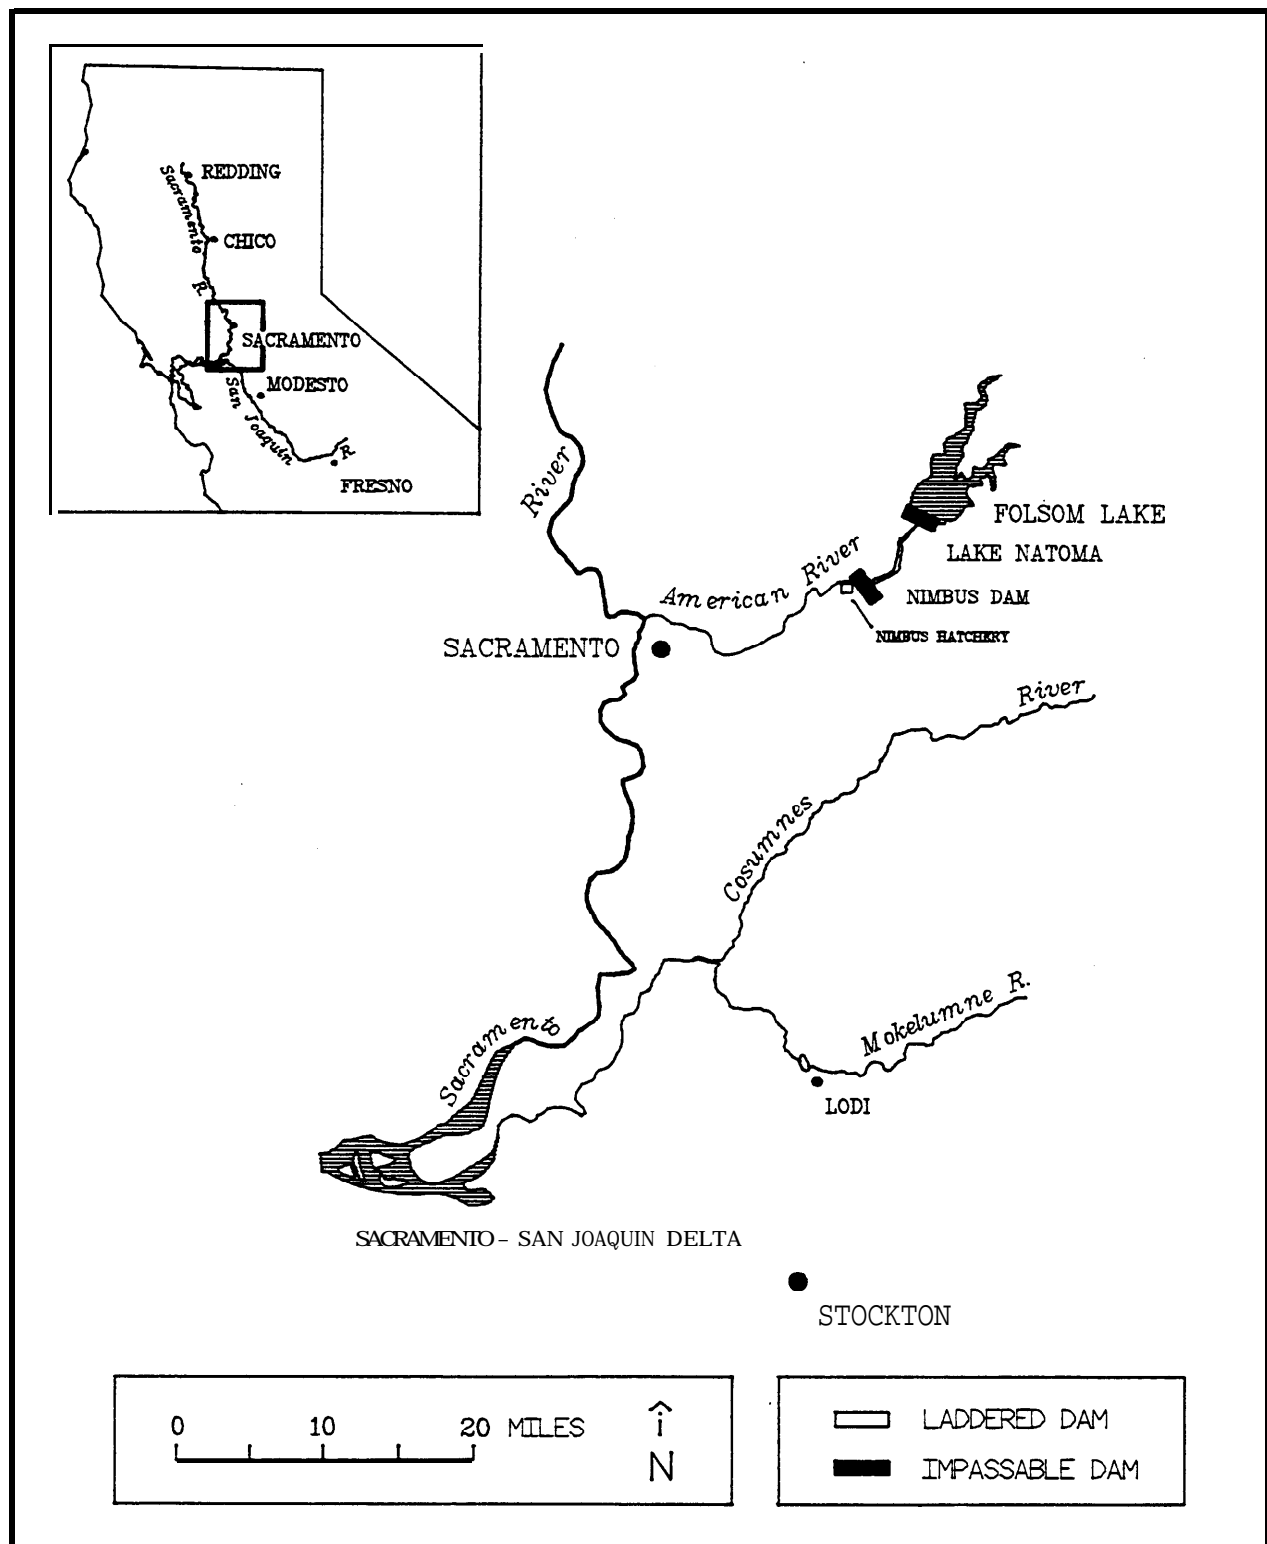 REDDING
Sacramento
CHICO
R.
SACRAMENTO
MODESTO
San Joaquin
R.
FRESNO
River
FOLSOM LAKE
LAKE NATOMA
American River
NIMBUS DAM
NIMBUS HATCHERY
SACRAMENTO
River
Cosumnes
Mokelumne R.
Sacramento
LODI
SACRAMENTO – SAN JOAQUIN DELTA
STOCKTON
0 10 20 MILES
N
LADDERED DAM
IMPASSABLE DAM